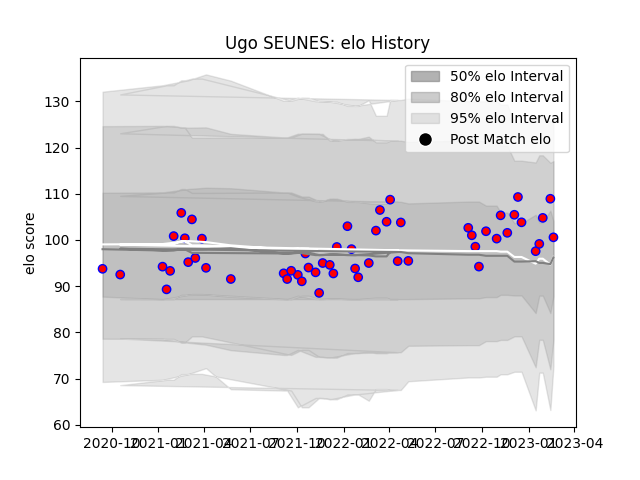 Ugo SEUNES: elo History
50% elo Interval
80% elo Interval
95% elo Interval
Post Match elo
elo score
130
120
110
100
90
80
70
60
2020-10 2021-01 2021-04 2021-07 2021-10 2022-01 2022-04 2022-07 2022-10 2023-01 2023-04